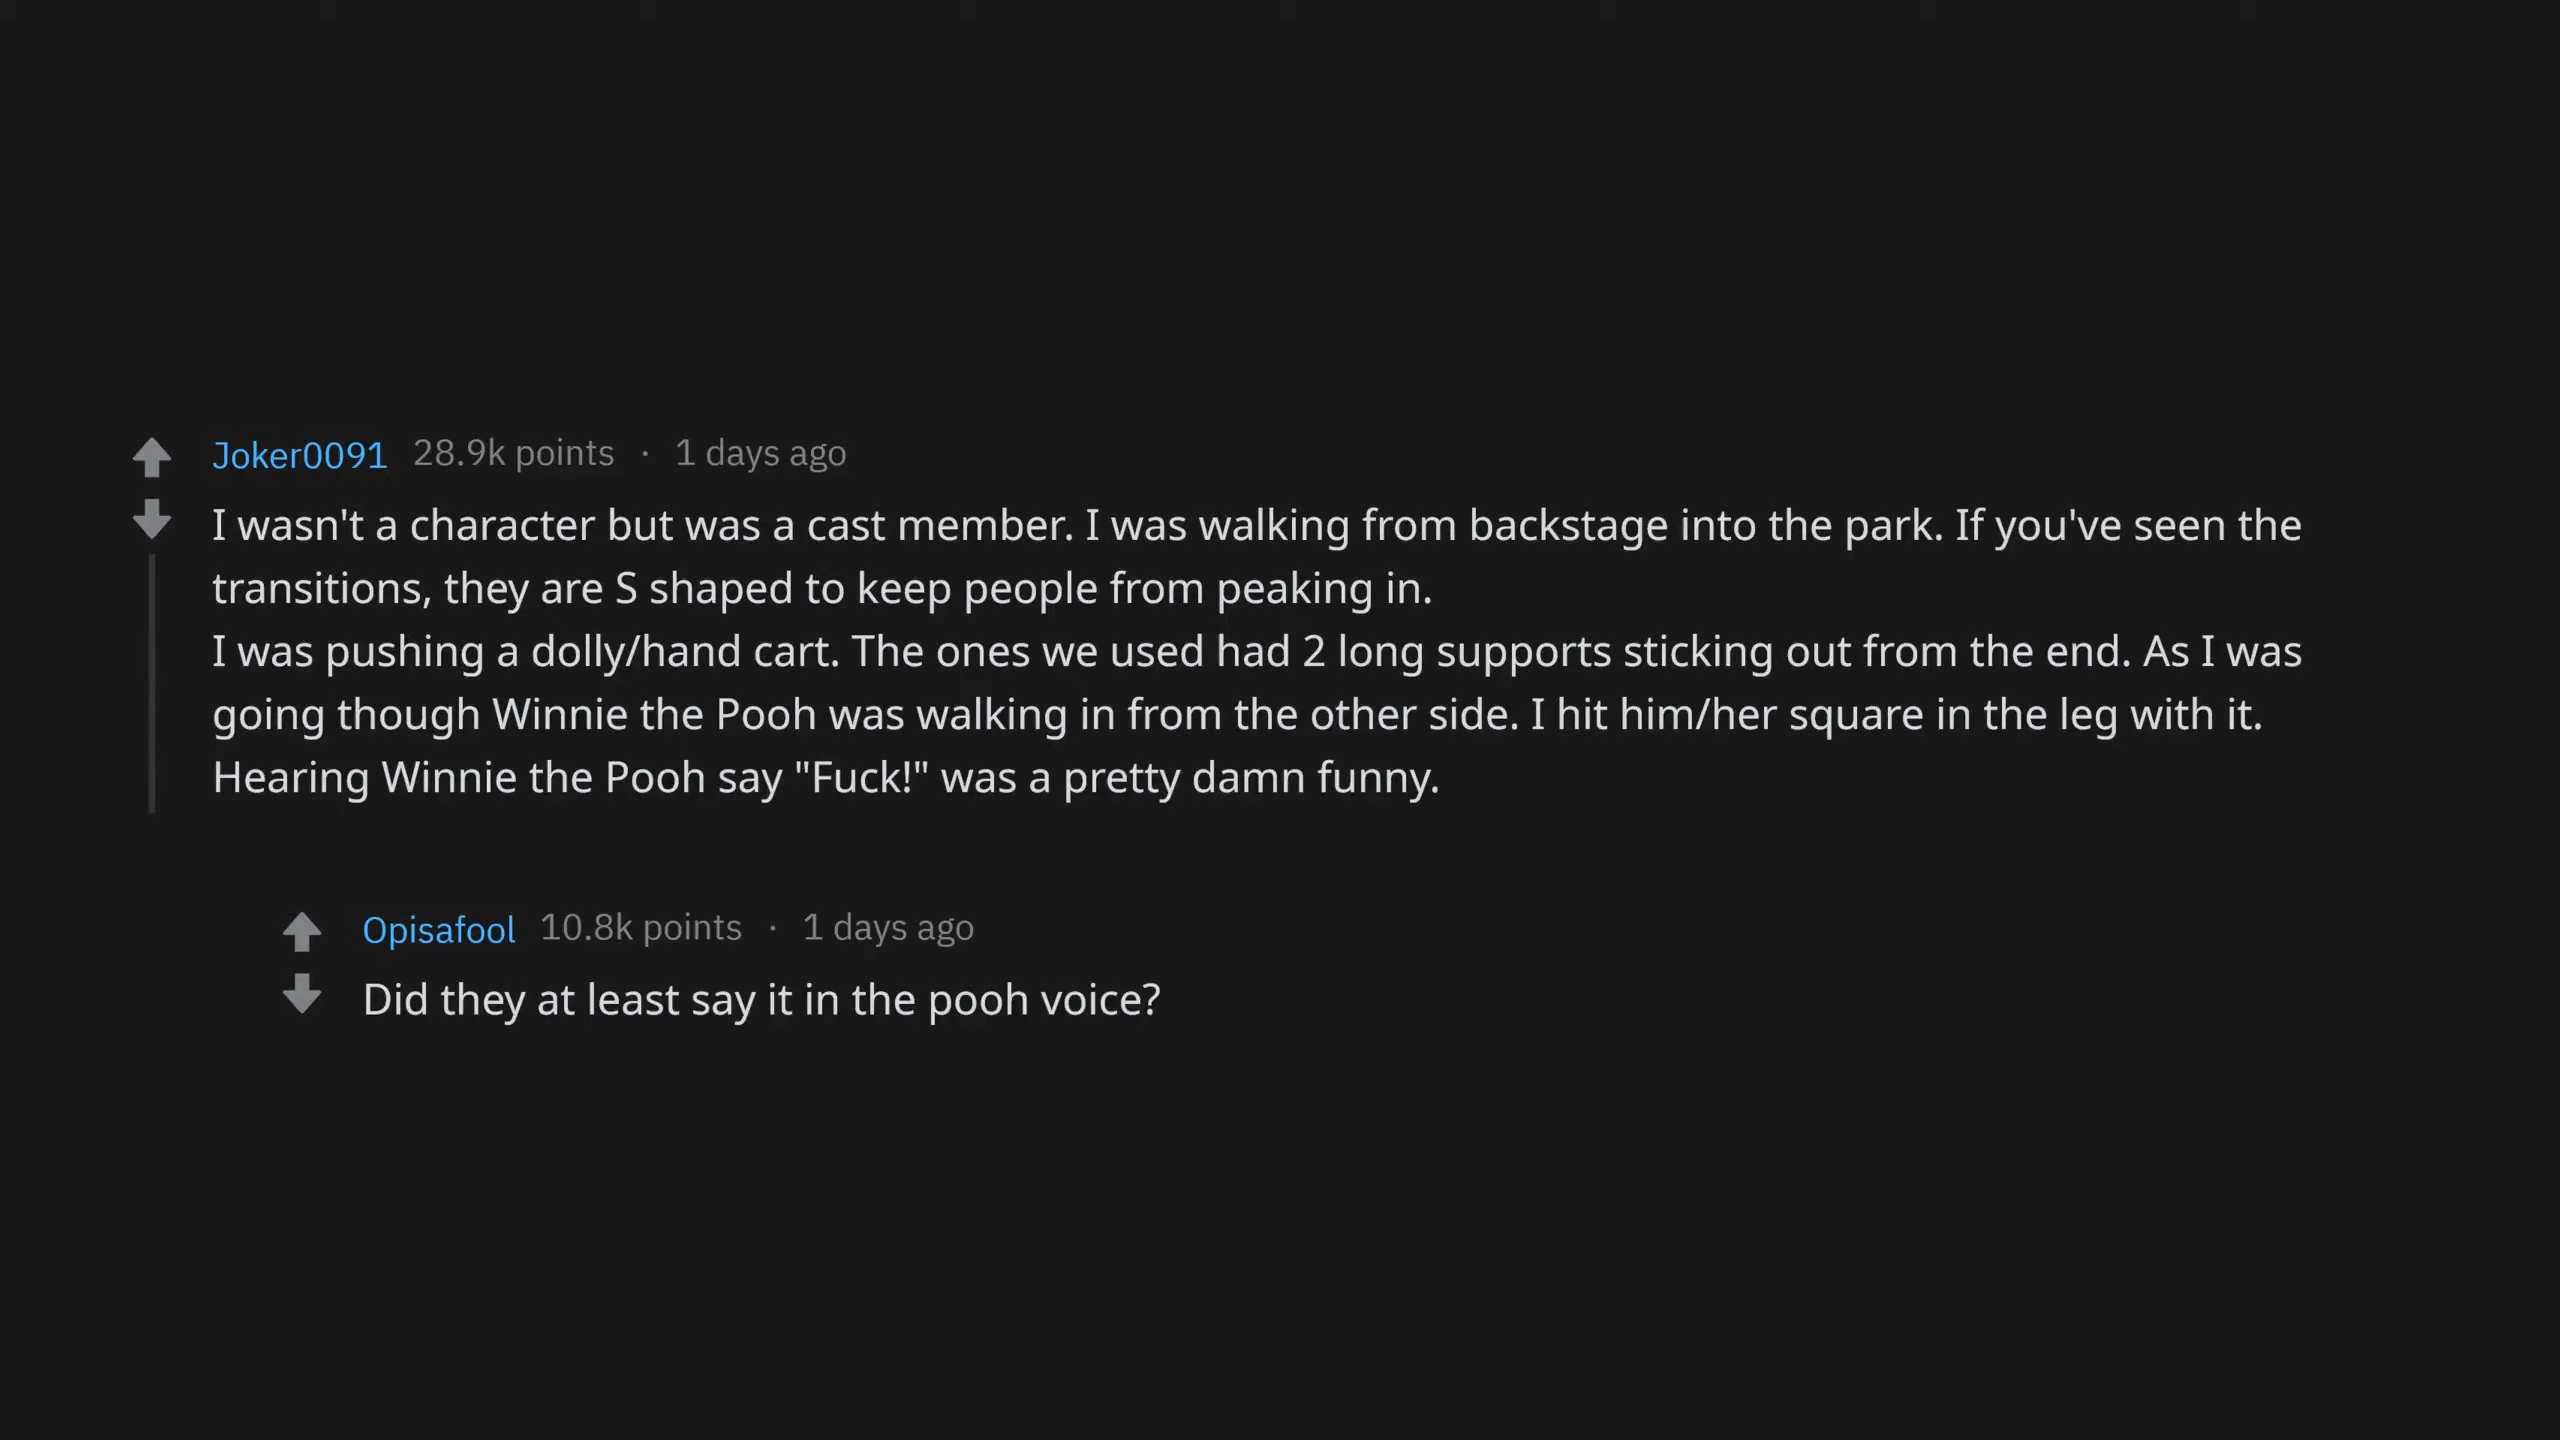 Joker0091 28.9k points · 1 days ago
I wasn't a character but was a cast member. I was walking from backstage into the park. If you've seen the
transitions, they are S shaped to keep people from peaking in.
I was pushing a dolly/hand cart. The ones we used had 2 long supports sticking out from the end. As I was
going though Winnie the Pooh was walking in from the other side. I hit him/her square in the leg with it.
Hearing Winnie the Pooh say "Fuck!" was a pretty damn funny.
Opisafool 10.8k points · 1 days ago
Did they at least say it in the pooh voice?